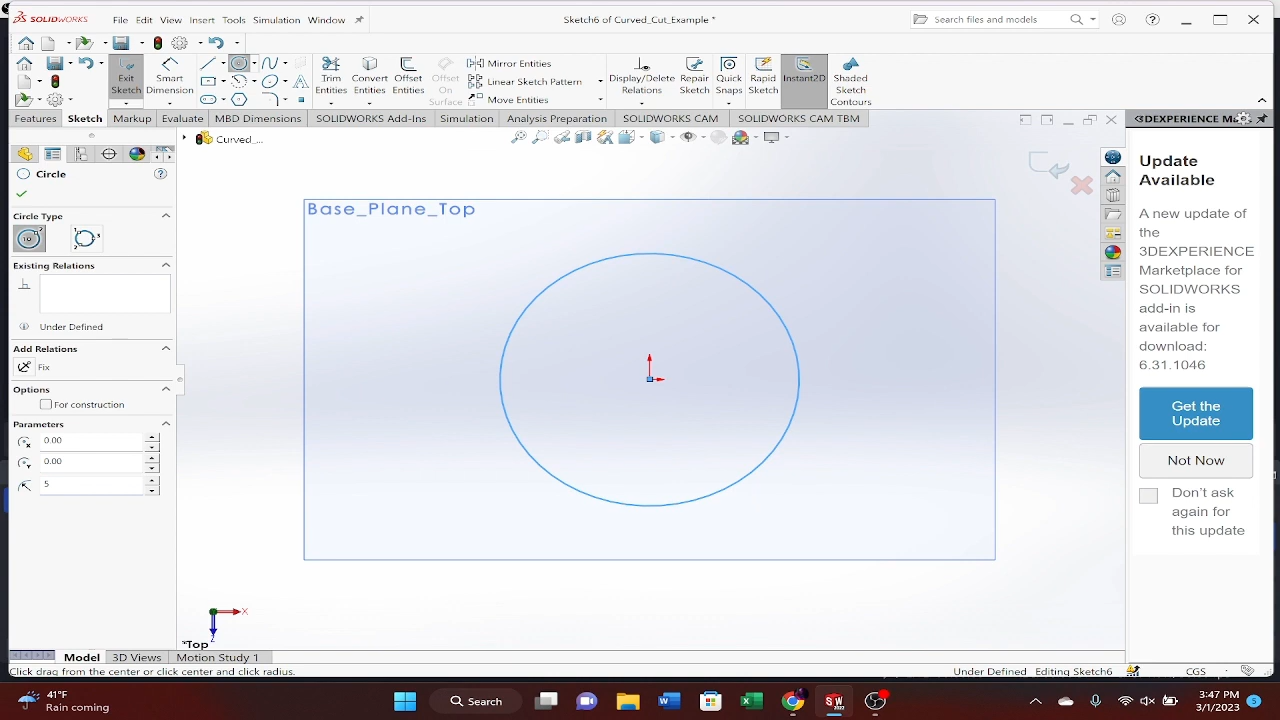 SOLIDWORKS File Edit View Insert Tools Simulation Window Sketch6 of Curved_Cut_Example * Search files and models
Exit Sketch
Smart Dimension
Trim Entities
Convert Entities
Offset Entities
Offset On Surface
Mirror Entities
Linear Sketch Pattern
Move Entities
Display/Delete Relations
Repair Sketch
Quick Snaps
Rapid Sketch
Instant2D
Shaded Sketch Contours
Features Sketch Markup Evaluate MBD Dimensions SOLIDWORKS Add-Ins Simulation Analysis Preparation SOLIDWORKS CAM SOLIDWORKS CAM TBM
Curved_...
Circle
Circle Type
Existing Relations
Under Defined
Add Relations
Fix
Options
For construction
Parameters
0.00
0.00
5
Base_Plane_Top
X
Z
*Top
3DEXPERIENCE M
Update
Available
A new update of
the
3DEXPERIENCE
Marketplace for
SOLIDWORKS
add-in is
available for
download:
6.31.1046
Get the
Update
Not Now
Don't ask
again for
this update
Model 3D Views Motion Study 1
Click drag from the center or click center and click radius. Under Defined Editing Sketch6 CGS
41°F
Rain coming
Search
3:47 PM
3/1/2023
5